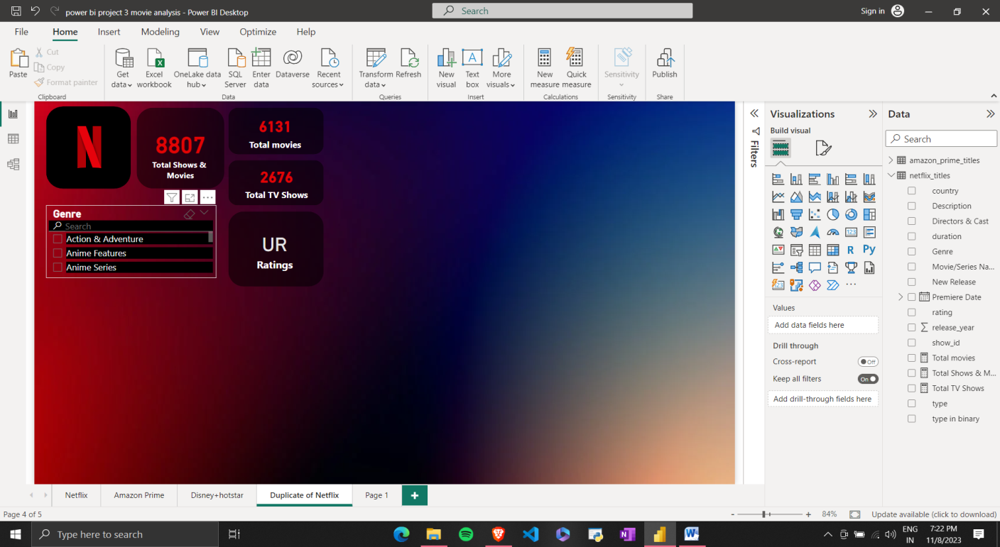 power bi project 3 movie analysis - Power BI Desktop
Search
Sign in
File Home Insert Modeling View Optimize Help
Paste
Cut
Copy
Format painter
Clipboard
Get data
Excel workbook
OneLake data hub
SQL Server
Enter data
Dataverse
Recent sources
Data
Transform data
Refresh
Queries
New visual
Text box
More visuals
Insert
New measure
Quick measure
Calculations
Sensitivity
Sensitivity
Publish
Share
N
8807
Total Shows &
Movies
6131
Total movies
2676
Total TV Shows
Genre
Search
Action & Adventure
Anime Features
Anime Series
UR
Ratings
Filters
Visualizations
Build visual
123
R
Py
123
Values
Add data fields here
Drill through
Cross-report
Off
Keep all filters
On
Add drill-through fields here
Data
Search
amazon_prime_titles
netflix_titles
country
Description
Directors & Cast
duration
Genre
Movie/Series Na...
New Release
Premiere Date
rating
release_year
show_id
Total movies
Total Shows & M...
Total TV Shows
type
type in binary
Netflix
Amazon Prime
Disney+hotstar
Duplicate of Netflix
Page 1
Page 4 of 5
84%
Update available (click to download)
Type here to search
ENG
IN
7:22 PM
11/8/2023